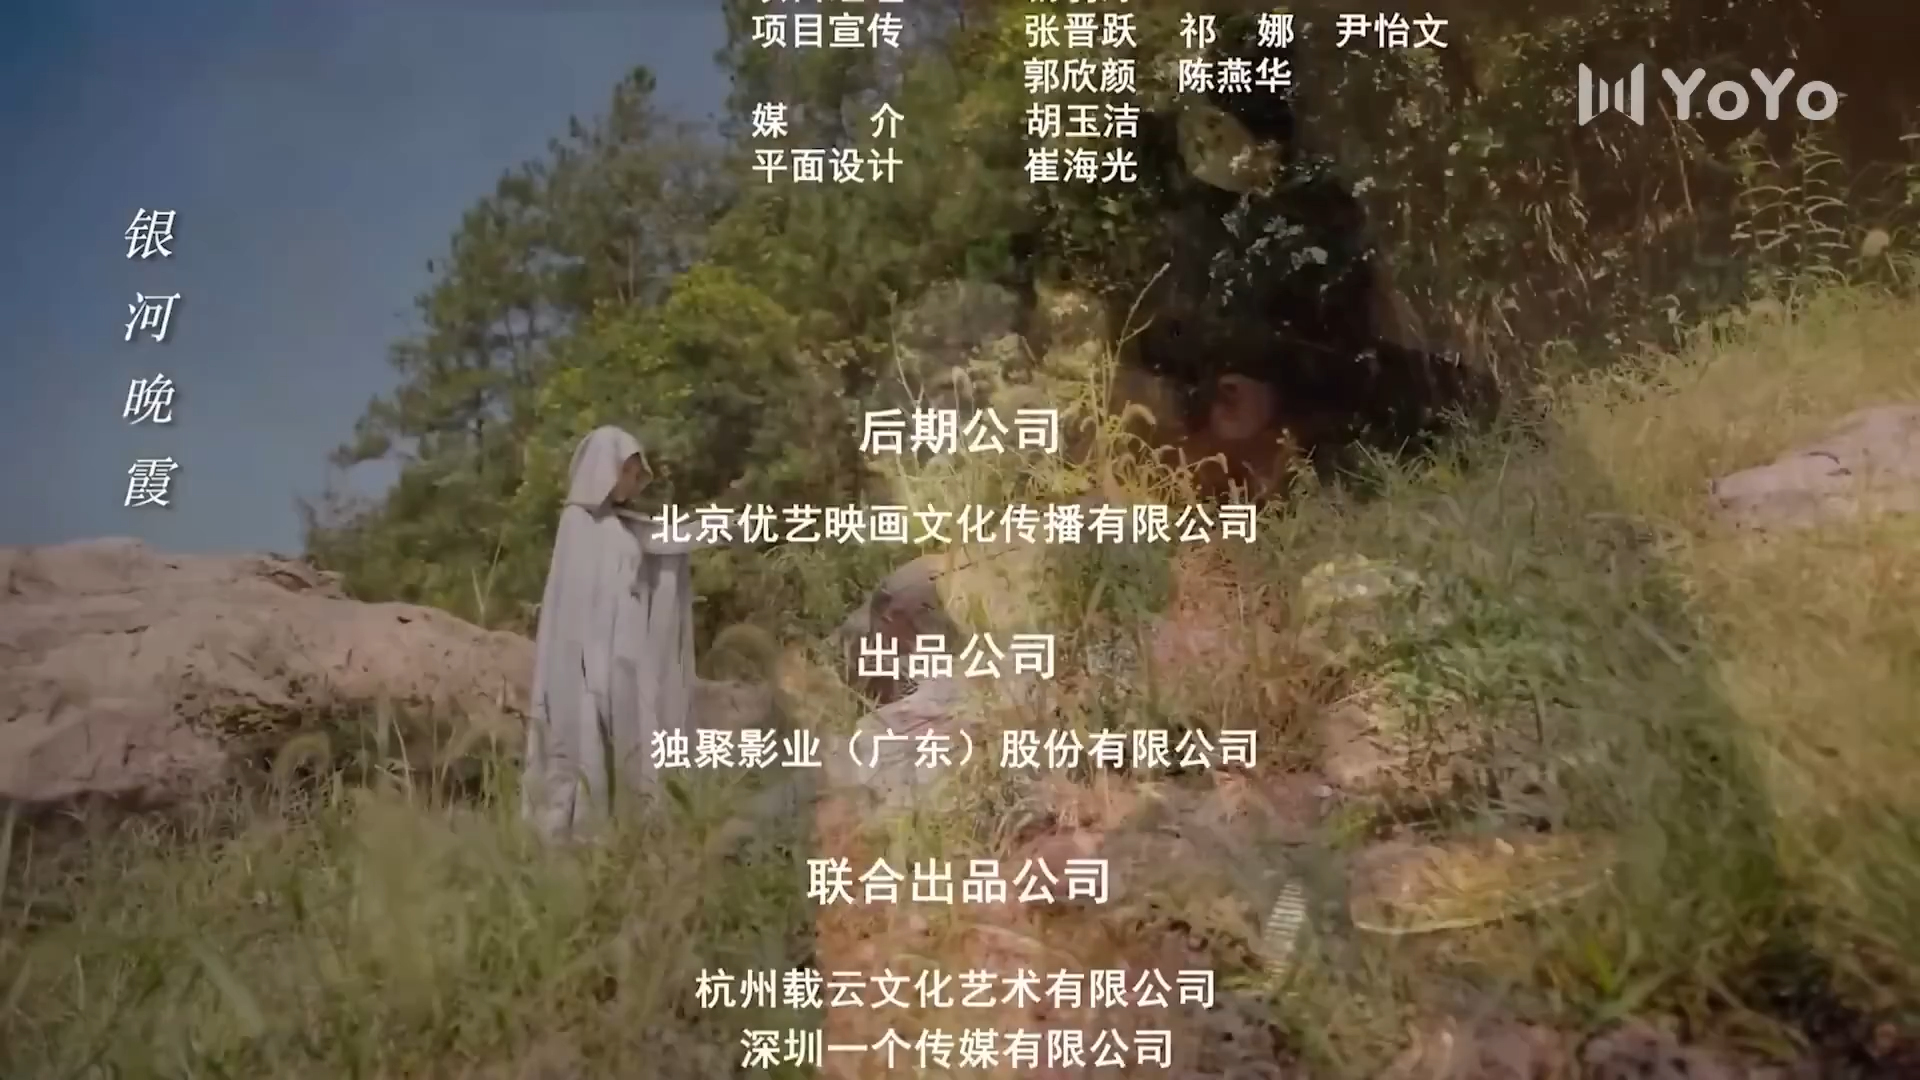 项目宣传 张晋跃 祁娜 尹怡文
郭欣颜 陈燕华
媒介 胡玉洁
平面设计 崔海光
YoYo
银河晚霞
后期公司
北京优艺映画文化传播有限公司
出品公司
独聚影业（广东）股份有限公司
联合出品公司
杭州载云文化艺术有限公司
深圳一个传媒有限公司